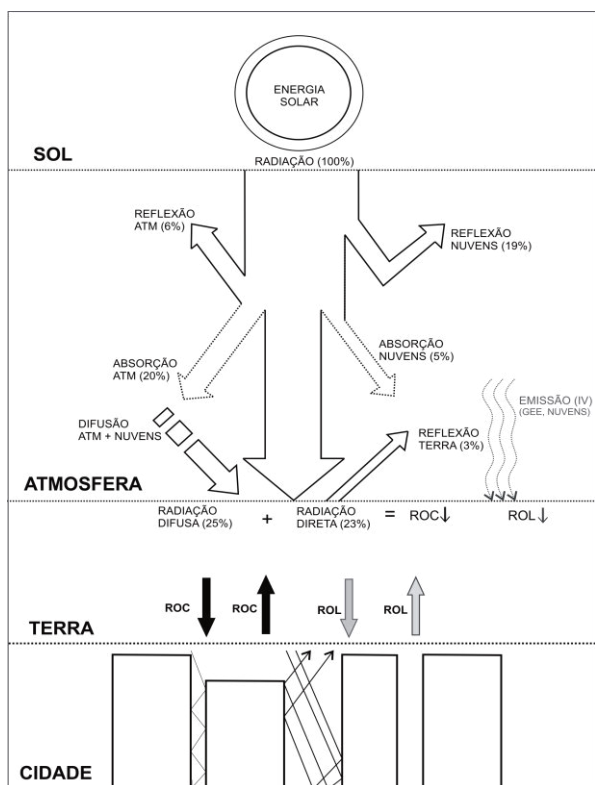 ENERGIA
SOLAR
SOL
RADIAÇÃO (100%)
REFLEXÃO
ATM (6%)
REFLEXÃO
NUVENS (19%)
ABSORÇÃO
ATM (20%)
ABSORÇÃO
NUVENS (5%)
EMISSÃO (IV)
(GEE, NUVENS)
DIFUSÃO
ATM + NUVENS
REFLEXÃO
TERRA (3%)
ATMOSFERA
RADIAÇÃO
DIFUSA (25%)
+
RADIAÇÃO
DIRETA (23%)
= ROC↓
ROL↓
ROC
ROC
ROL
ROL
TERRA
CIDADE